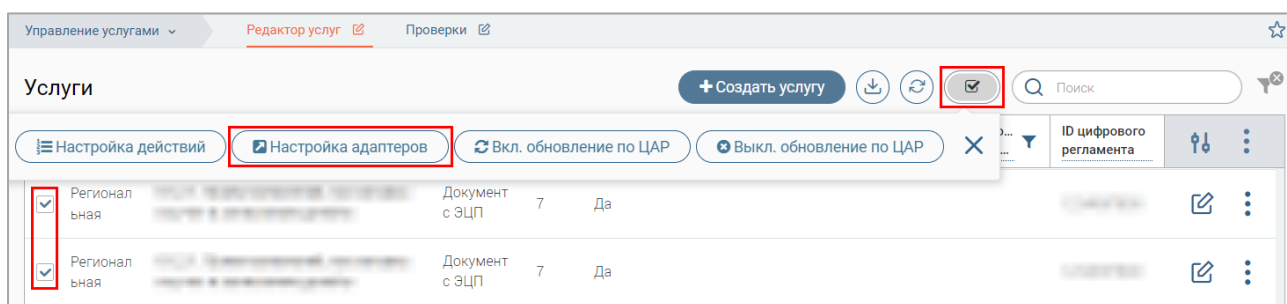 Управление услугами
Редактор услуг
Проверки
Услуги
+ Создать услугу
Поиск
Настройка действий
Настройка адаптеров
Вкл. обновление по ЦАР
Выкл. обновление по ЦАР
ID цифрового
регламента
Регионал
ьная
Документ
с ЭЦП
7
Да
Регионал
ьная
Документ
с ЭЦП
7
Да